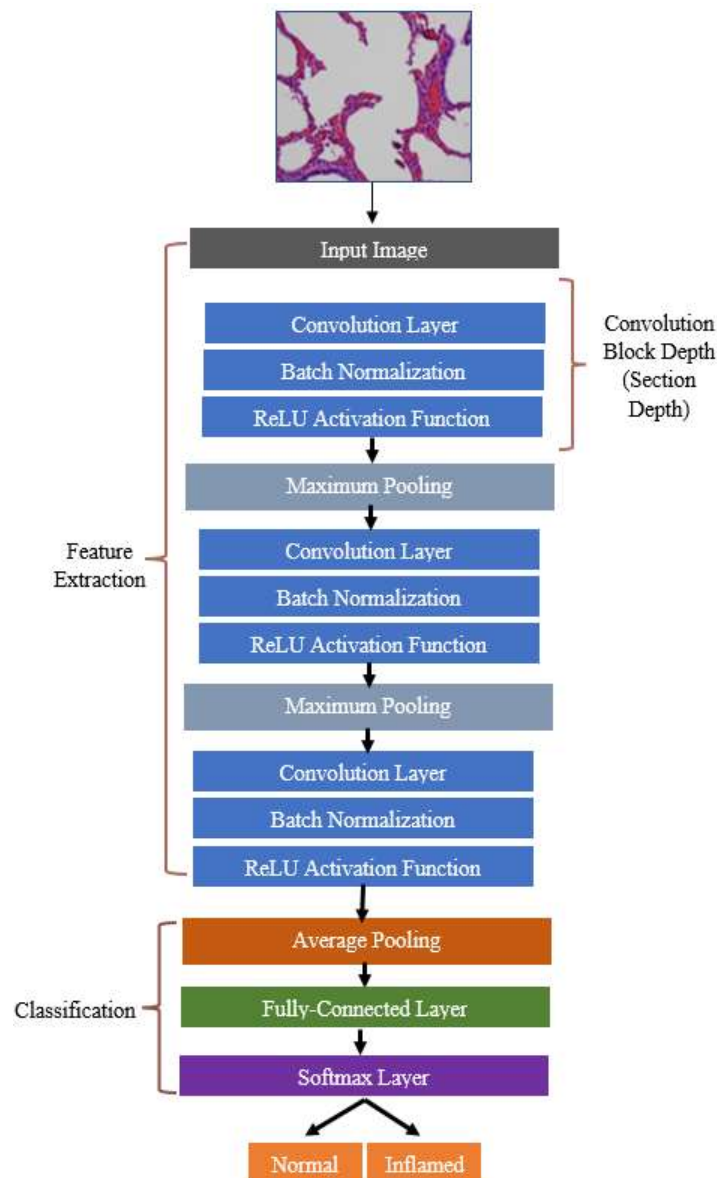 Input Image
Convolution Layer
Batch Normalization
ReLU Activation Function
Convolution
Block Depth
(Section
Depth)
Maximum Pooling
Convolution Layer
Batch Normalization
ReLU Activation Function
Feature
Extraction
Maximum Pooling
Convolution Layer
Batch Normalization
ReLU Activation Function
Average Pooling
Fully-Connected Layer
Classification
Softmax Layer
Normal
Inflamed